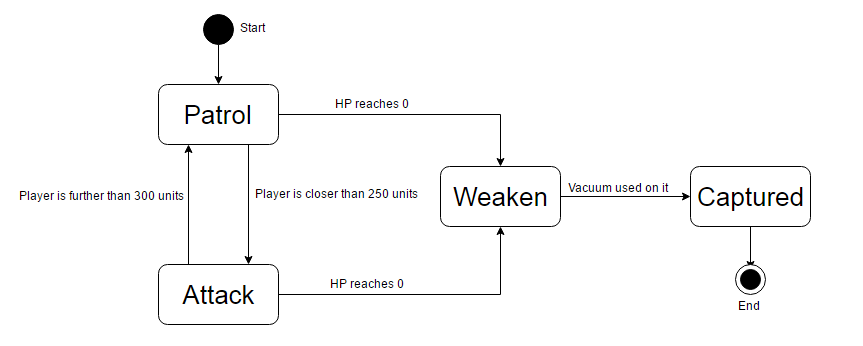 Start
Patrol
HP reaches 0
Player is further than 300 units
Player is closer than 250 units
Weaken
Vacuum used on it
Captured
Attack
HP reaches 0
End